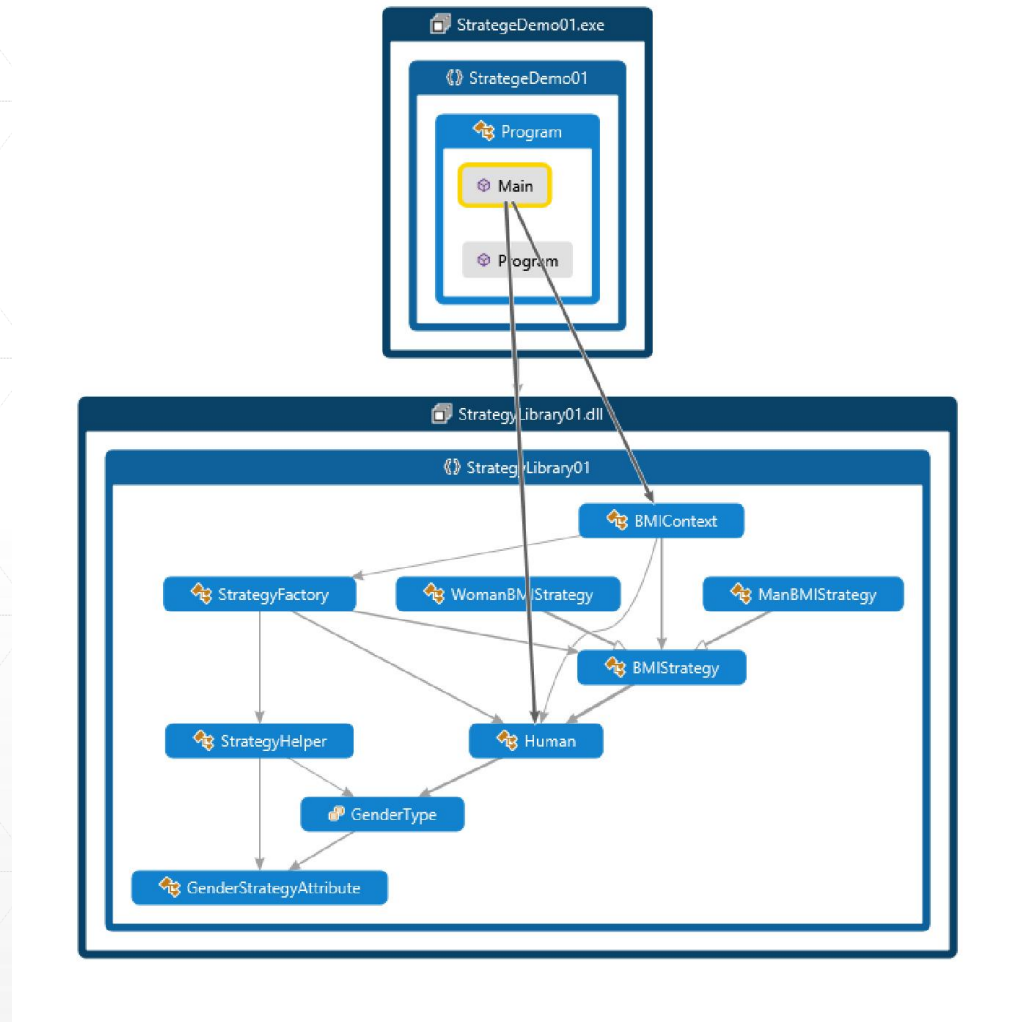 StrategeDemo01.exe
StrategeDemo01
Program
Main
Program
StrategyLibrary01.dll
StrategyLibrary01
BMIContext
StrategyFactory
WomanBMIStrategy
ManBMIStrategy
BMIStrategy
StrategyHelper
Human
GenderType
GenderStrategyAttribute